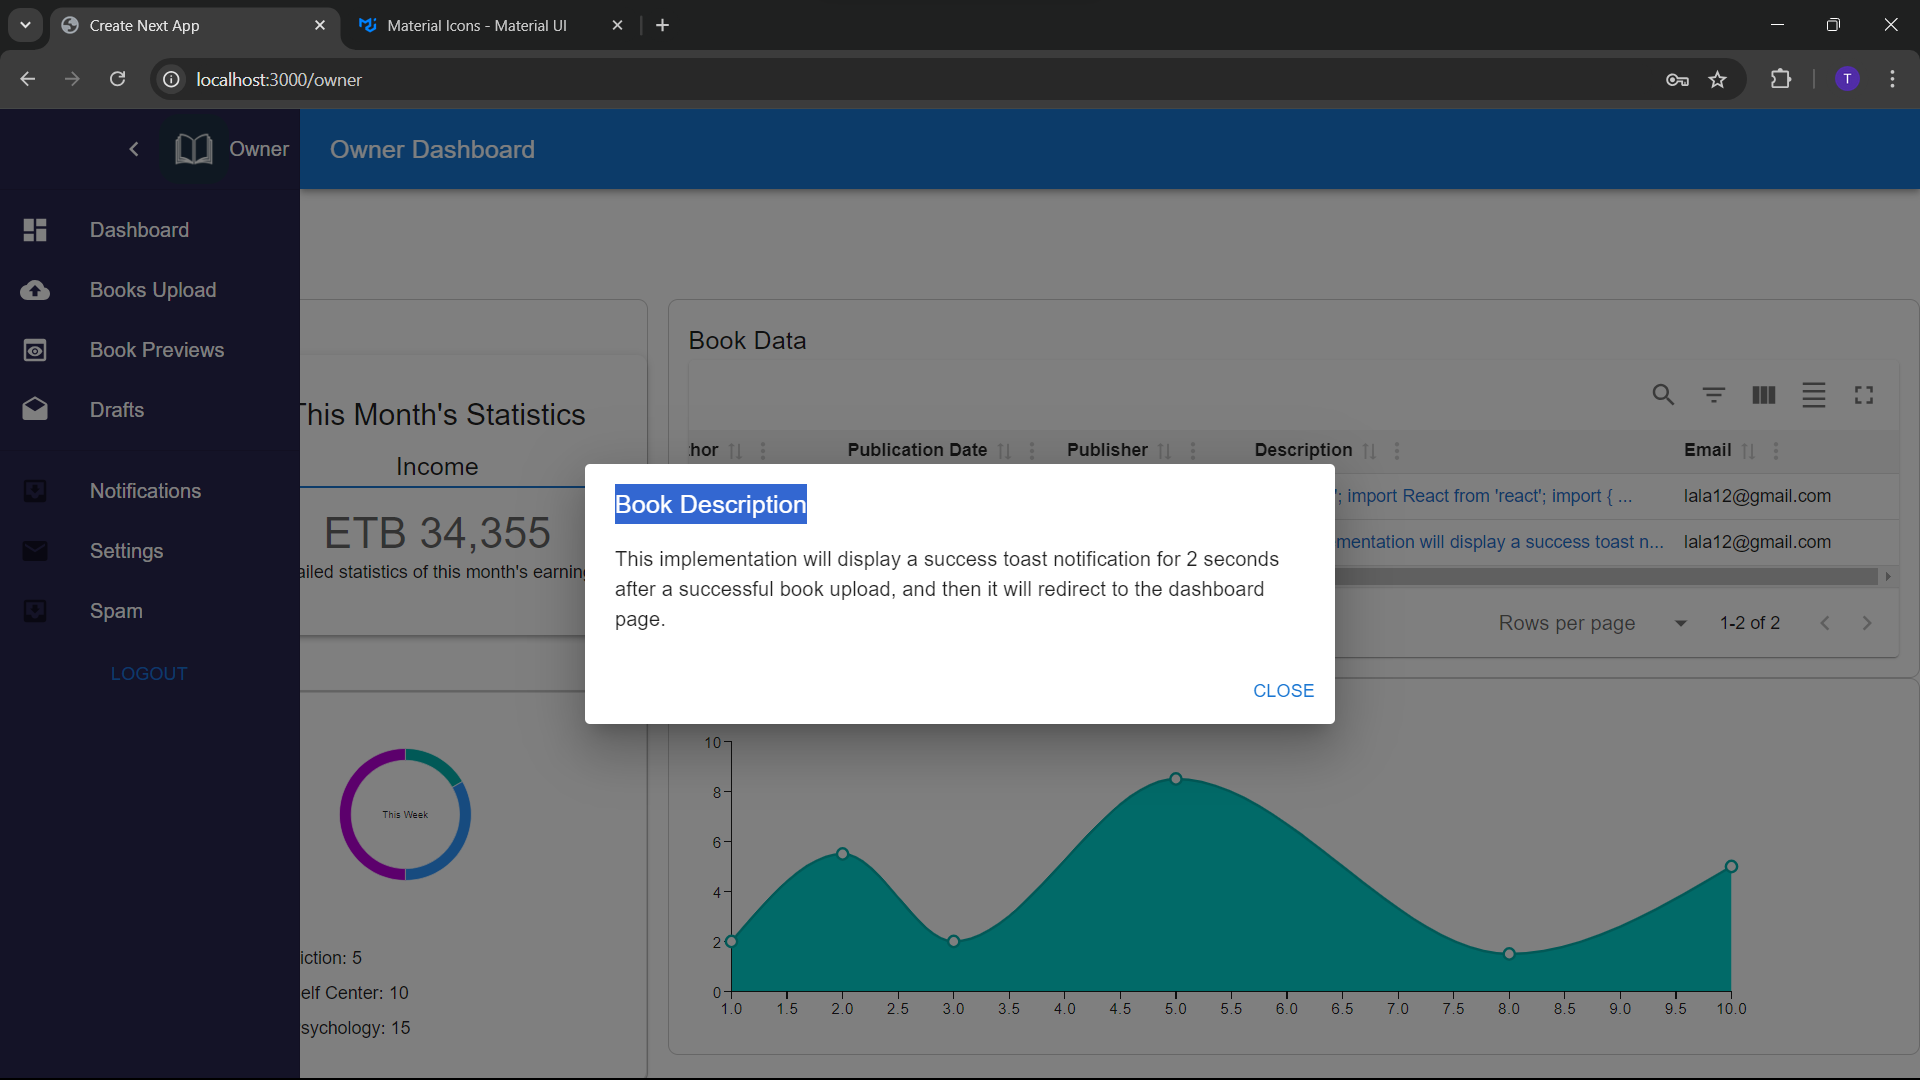 Create Next App
Material Icons - Material UI
localhost:3000/owner
T
Owner
Owner Dashboard
Dashboard
Books Upload
Book Previews
Drafts
Notifications
Settings
Spam
LOGOUT
This Month's Statistics
Income
ETB 34,355
ailed statistics of this month's earnin
This Week
iction: 5
elf Center: 10
sychology: 15
Book Data
hor
Publication Date
Publisher
Description
Email
'; import React from 'react'; import { ...
lala12@gmail.com
mentation will display a success toast n...
lala12@gmail.com
Rows per page
1-2 of 2
Book Description
This implementation will display a success toast notification for 2 seconds
after a successful book upload, and then it will redirect to the dashboard
page.
CLOSE
10
8
6
4
2
0
1.0 1.5 2.0 2.5 3.0 3.5 4.0 4.5 5.0 5.5 6.0 6.5 7.0 7.5 8.0 8.5 9.0 9.5 10.0